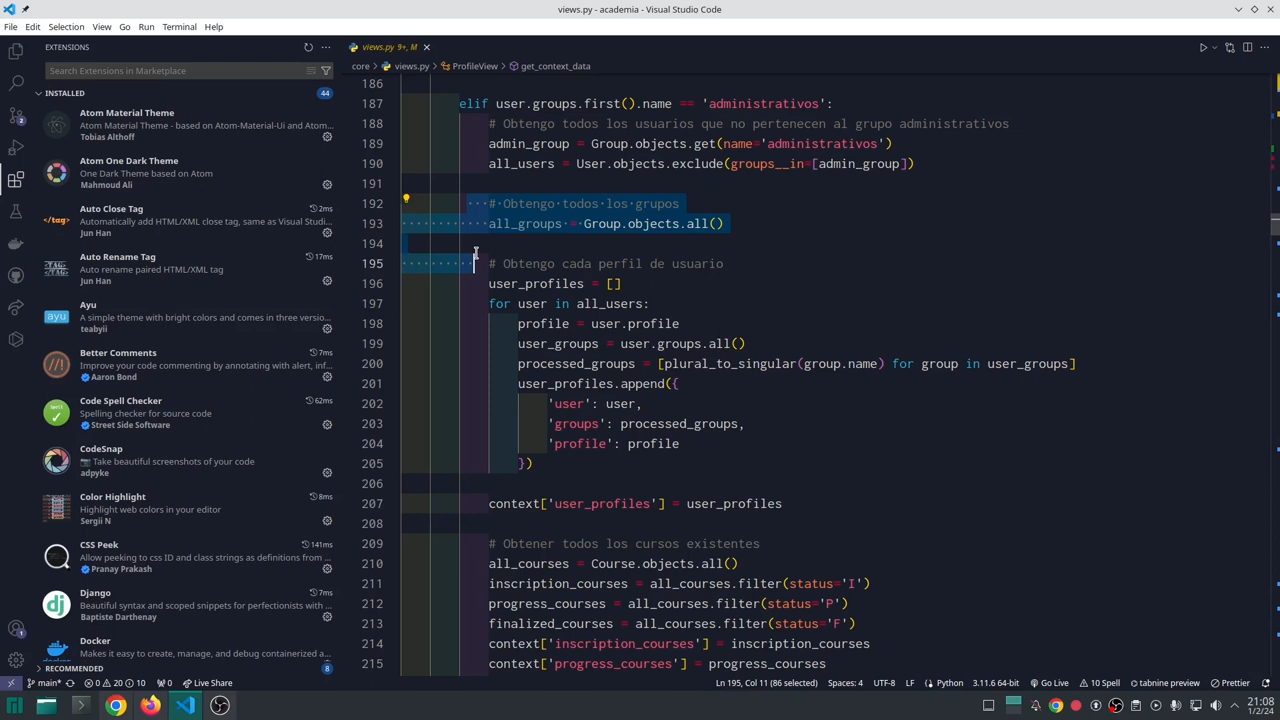 views.py - academia - Visual Studio Code
File Edit Selection View Go Run Terminal Help
EXTENSIONS
views.py 9+, M
Search Extensions in Marketplace
core > views.py > ProfileView > get_context_data
INSTALLED 44
Atom Material Theme
Atom Material Theme - based on Atom-Material-Ui and Atom...
Tobias Althoff
Atom One Dark Theme
One Dark Theme based on Atom
Mahmoud Ali
Auto Close Tag 2ms
Automatically add HTML/XML close tag, same as Visual Studi...
Jun Han
Auto Rename Tag 17ms
Auto rename paired HTML/XML tag
Jun Han
Ayu
A simple theme with bright colors and comes in three versio...
teabyii
Better Comments 7ms
Improve your code commenting by annotating with alert, inf...
Aaron Bond
Code Spell Checker 62ms
Spelling checker for source code
Street Side Software
CodeSnap
📷 Take beautiful screenshots of your code
adpyke
Color Highlight 8ms
Highlight web colors in your editor
Sergii N
CSS Peek 141ms
Allow peeking to css ID and class strings as definitions from ...
Pranay Prakash
Django 7ms
Beautiful syntax and scoped snippets for perfectionists with ...
Baptiste Darthenay
Docker
Makes it easy to create, manage, and debug containerized a...
RECOMMENDED 8
186
187 elif user.groups.first().name == 'administrativos':
188 # Obtengo todos los usuarios que no pertenecen al grupo administrativos
189 admin_group = Group.objects.get(name='administrativos')
190 all_users = User.objects.exclude(groups__in=[admin_group])
191
192 # Obtengo todos los grupos
193 all_groups = Group.objects.all()
194
195 # Obtengo cada perfil de usuario
196 user_profiles = []
197 for user in all_users:
198 profile = user.profile
199 user_groups = user.groups.all()
200 processed_groups = [plural_to_singular(group.name) for group in user_groups]
201 user_profiles.append({
202 'user': user,
203 'groups': processed_groups,
204 'profile': profile
205 })
206
207 context['user_profiles'] = user_profiles
208
209 # Obtener todos los cursos existentes
210 all_courses = Course.objects.all()
211 inscription_courses = all_courses.filter(status='I')
212 progress_courses = all_courses.filter(status='P')
213 finalized_courses = all_courses.filter(status='F')
214 context['inscription_courses'] = inscription_courses
215 context['progress_courses'] = progress_courses
main* 0 20 10 0 Live Share Ln 195, Col 11 (86 selected) Spaces: 4 UTF-8 LF Python 3.11.6 64-bit Go Live 10 Spell tabnine preview Prettier
21:08
1/2/24